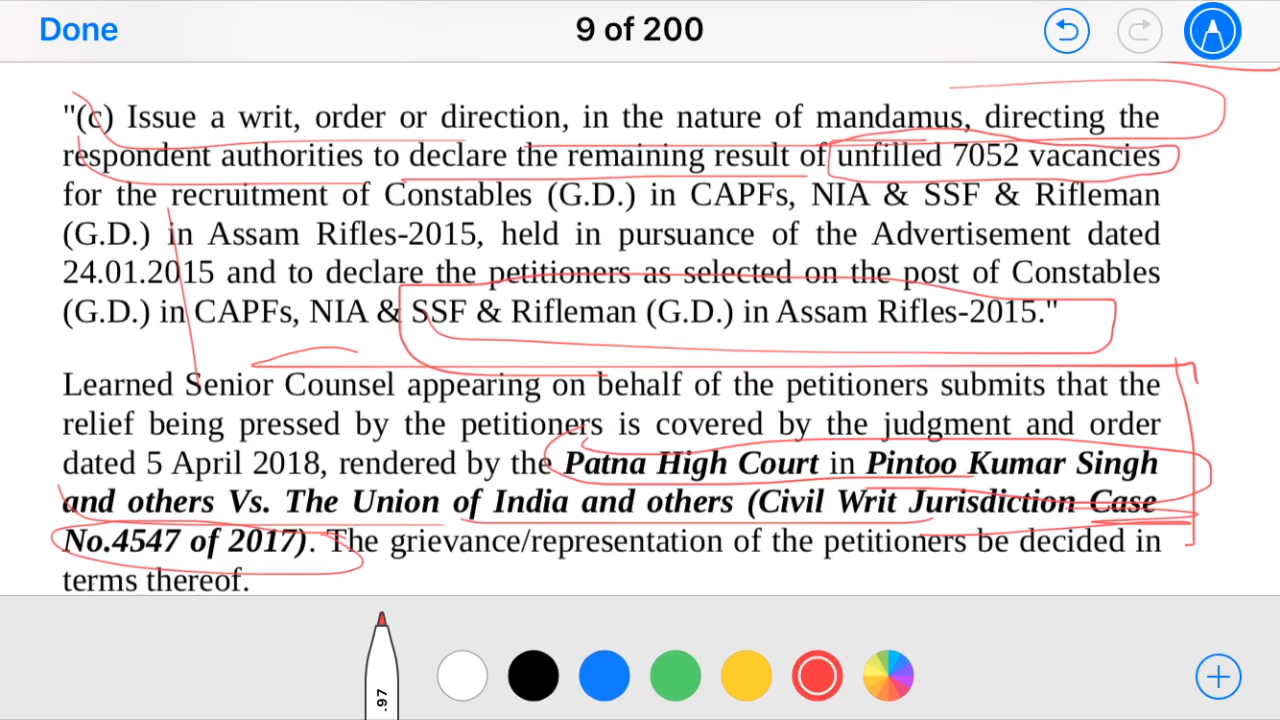 Done
9 of 200
"(c) Issue a writ, order or direction, in the nature of mandamus, directing the
respondent authorities to declare the remaining result of unfilled 7052 vacancies
for the recruitment of Constables (G.D.) in CAPFs, NIA & SSF & Rifleman
(G.D.) in Assam Rifles-2015, held in pursuance of the Advertisement dated
24.01.2015 and to declare the petitioners as selected on the post of Constables
(G.D.) in CAPFs, NIA & SSF & Rifleman (G.D.) in Assam Rifles-2015."
Learned Senior Counsel appearing on behalf of the petitioners submits that the
relief being pressed by the petitioners is covered by the judgment and order
dated 5 April 2018, rendered by the Patna High Court in Pintoo Kumar Singh
and others Vs. The Union of India and others (Civil Writ Jurisdiction Case
No.4547 of 2017). The grievance/representation of the petitioners be decided in
terms thereof.
.97